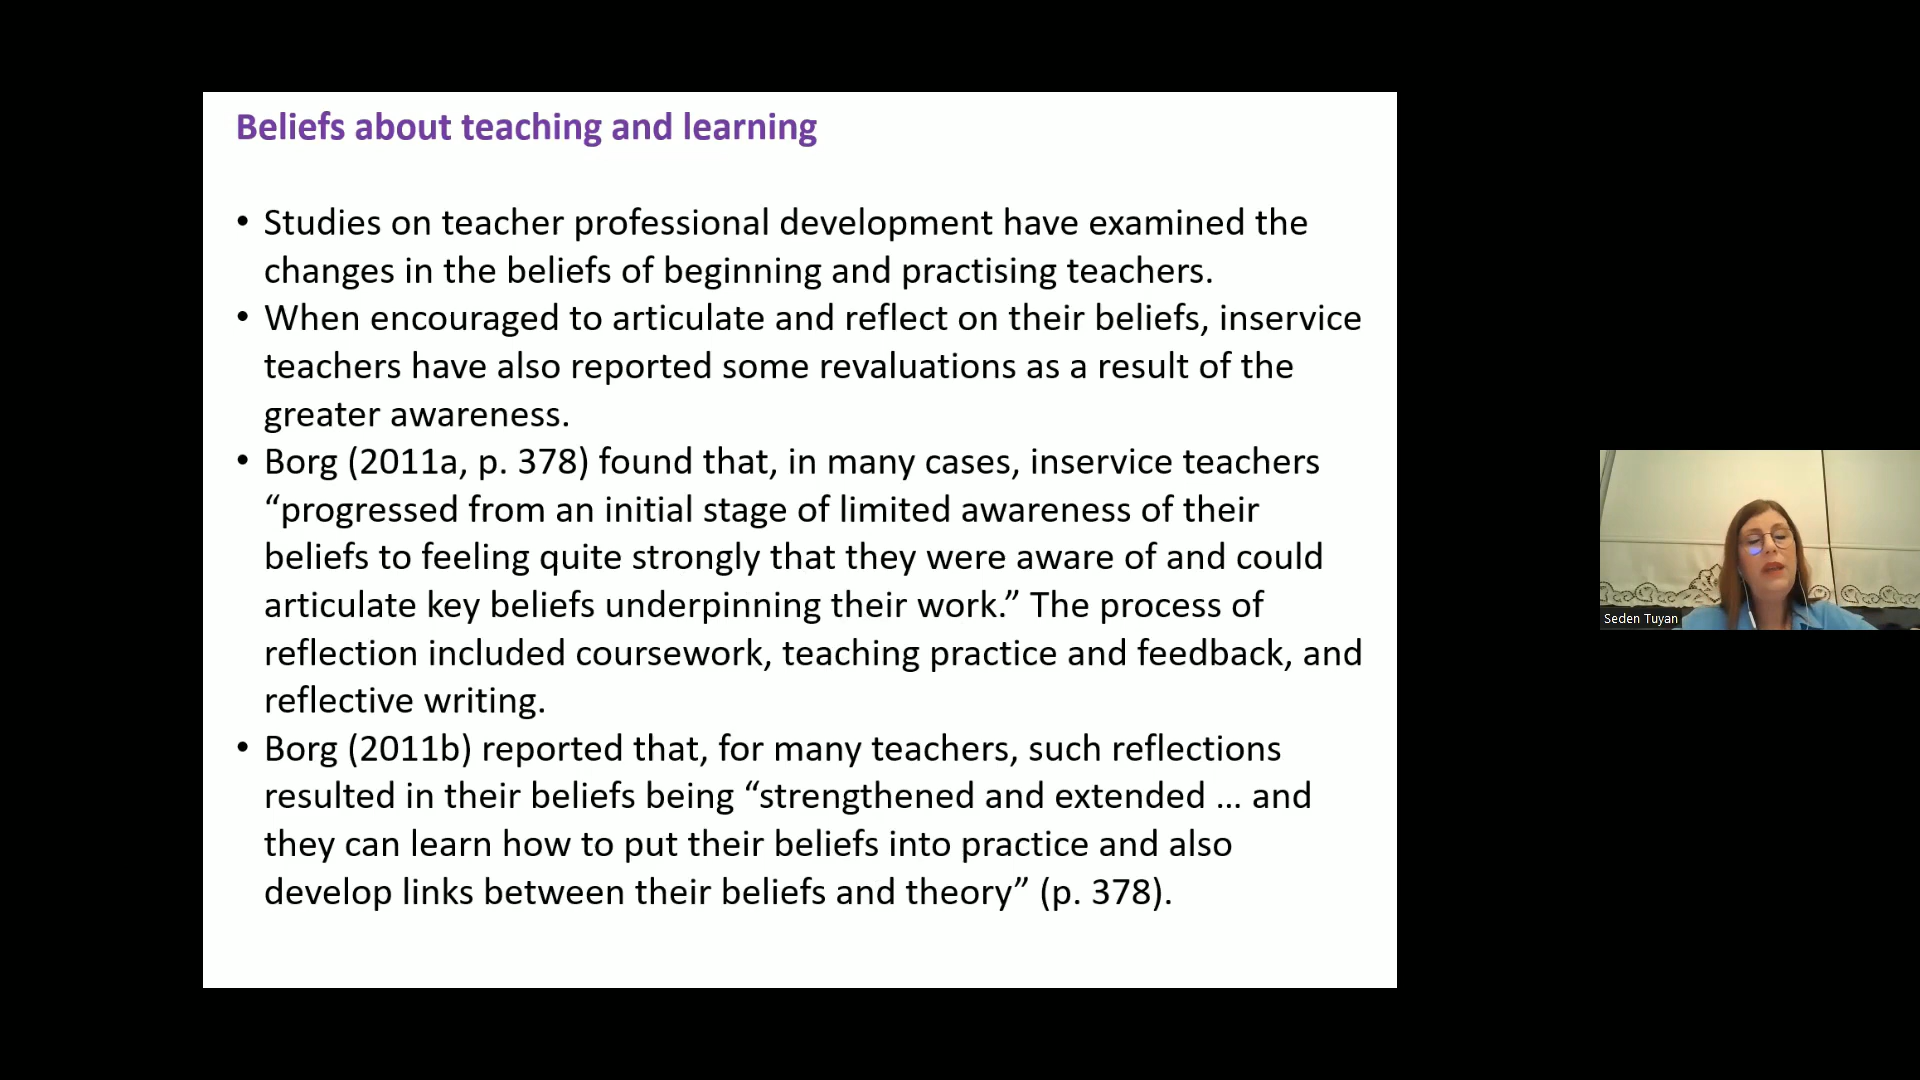 Beliefs about teaching and learning
• Studies on teacher professional development have examined the
changes in the beliefs of beginning and practising teachers.
• When encouraged to articulate and reflect on their beliefs, inservice
teachers have also reported some revaluations as a result of the
greater awareness.
• Borg (2011a, p. 378) found that, in many cases, inservice teachers
“progressed from an initial stage of limited awareness of their
beliefs to feeling quite strongly that they were aware of and could
articulate key beliefs underpinning their work.” The process of
reflection included coursework, teaching practice and feedback, and
reflective writing.
• Borg (2011b) reported that, for many teachers, such reflections
resulted in their beliefs being “strengthened and extended … and
they can learn how to put their beliefs into practice and also
develop links between their beliefs and theory” (p. 378).
Seden Tuyan